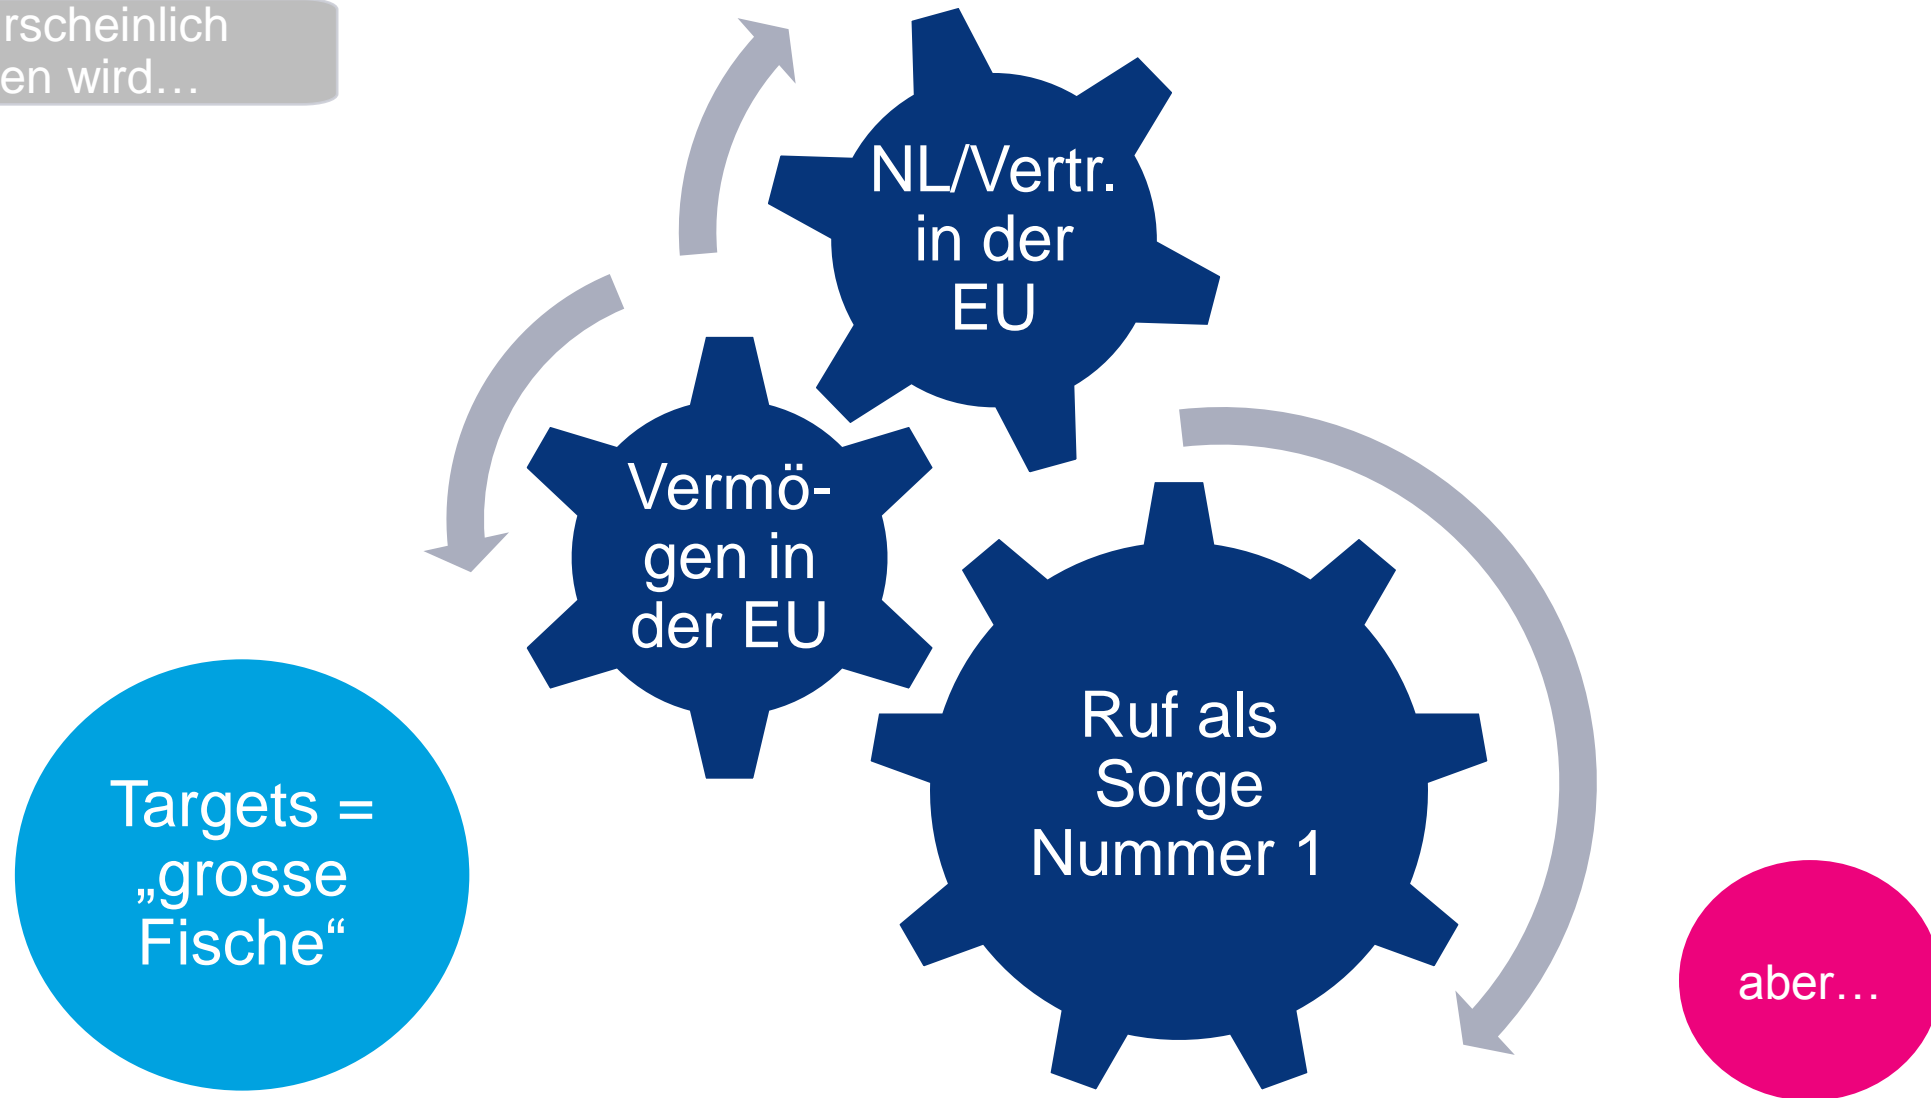 rscheinlich
en wird…
NL/Vertr.
in der
EU
Vermö-
gen in
der EU
Ruf als
Sorge
Nummer 1
Targets =
„grosse
Fische“
aber…